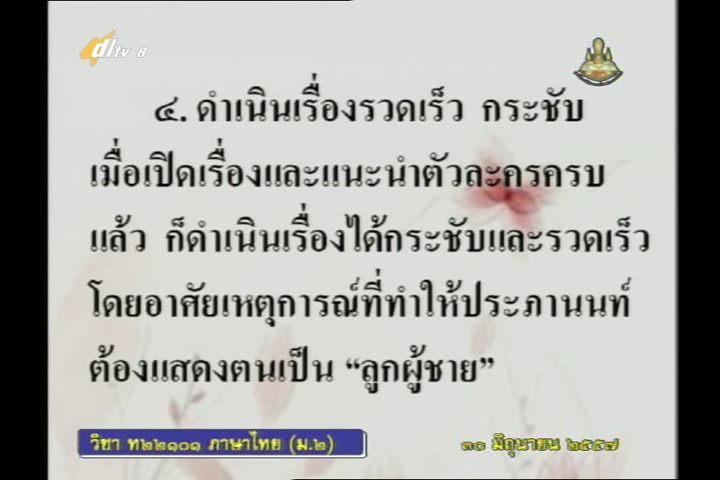 dltv 8
๔. ดำเนินเรื่องรวดเร็ว กระชับ
เมื่อเปิดเรื่องและแนะนำตัวละครครบ
แล้ว ก็ดำเนินเรื่องได้กระชับและรวดเร็ว
โดยอาศัยเหตุการณ์ที่ทำให้ประภานนท์
ต้องแสดงตนเป็น “ลูกผู้ชาย”
วิชา ท๒๒๑๐๑ ภาษาไทย (ม.๒)
๓๐ มิถุนายน ๒๕๕๗